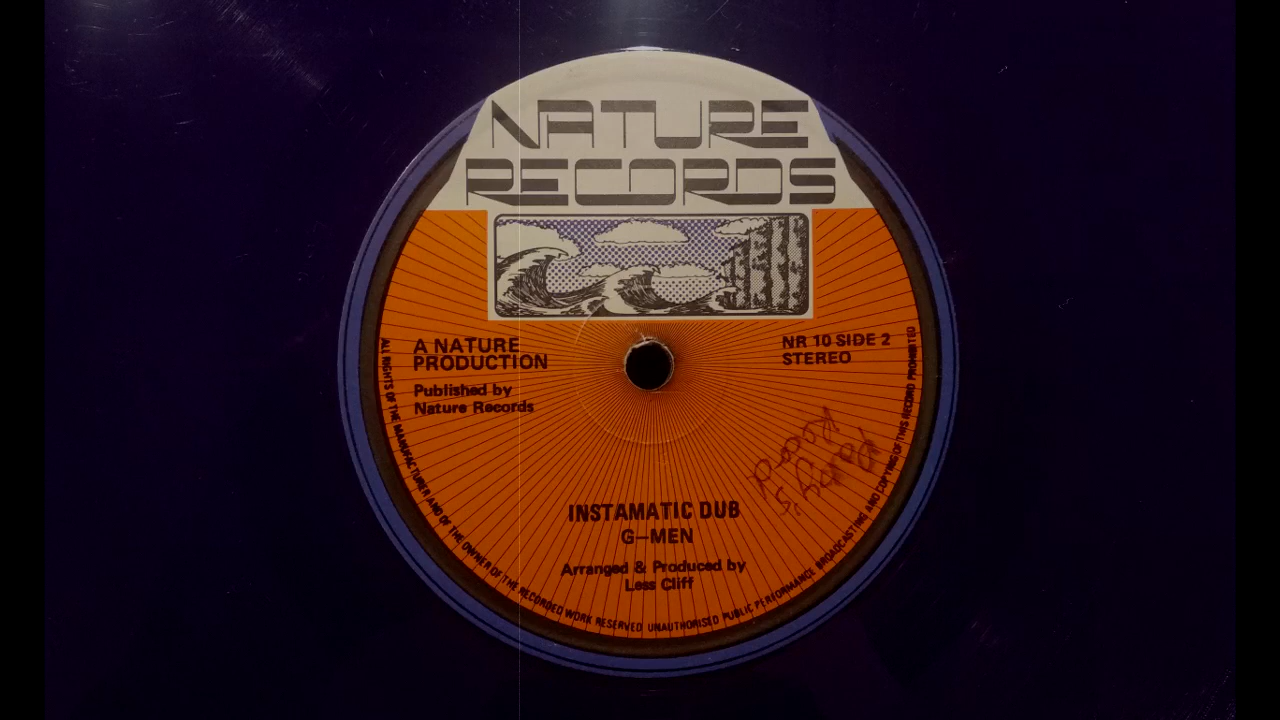 NATURE
RECORDS
A NATURE
PRODUCTION
Published by
Nature Records
NR 10 SIDE 2
STEREO
INSTAMATIC DUB
G-MEN
Arranged & Produced by
Less Cliff
ALL RIGHTS OF THE MANUFACTURER AND OF THE OWNER OF THE RECORDED WORK RESERVED UNAUTHORISED PUBLIC PERFORMANCE BROADCASTING AND COPYING OF THIS RECORD PROHIBITED